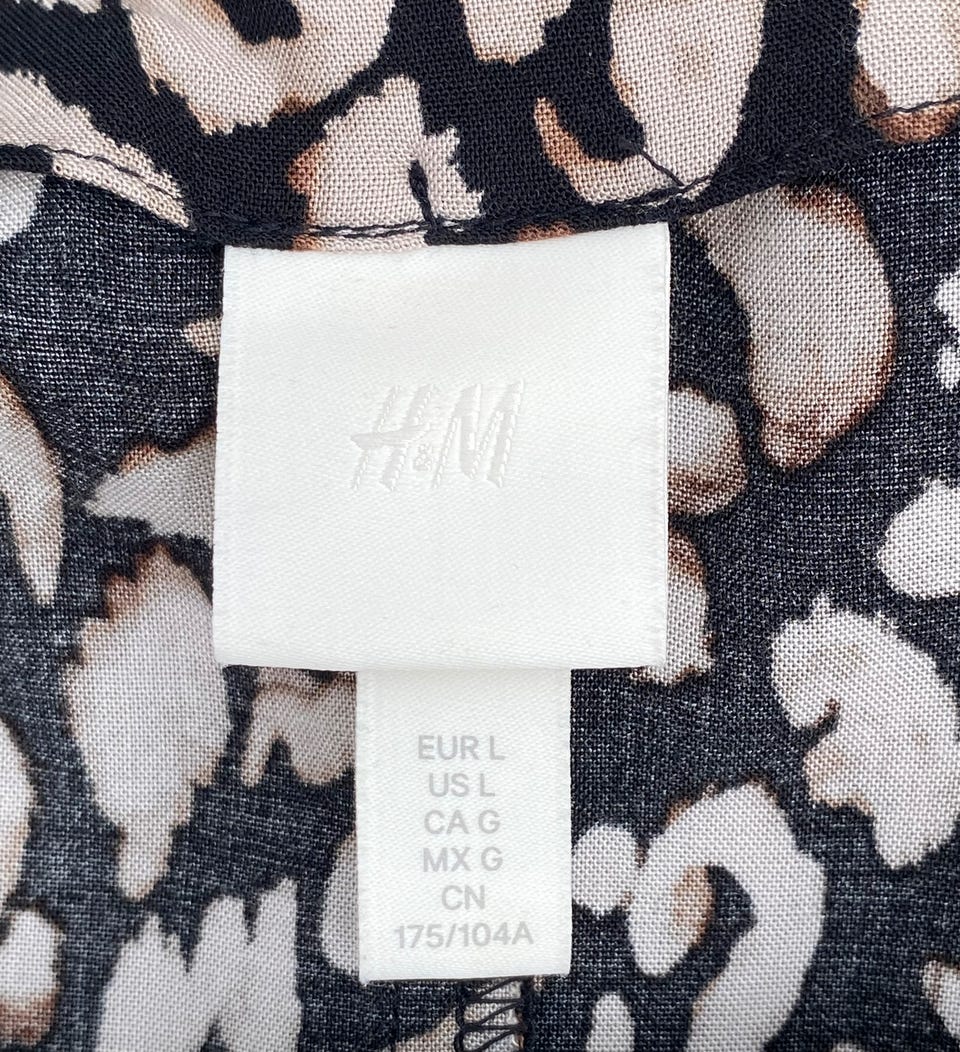 H&M
EUR L
US L
CA G
MX G
CN
175/104A